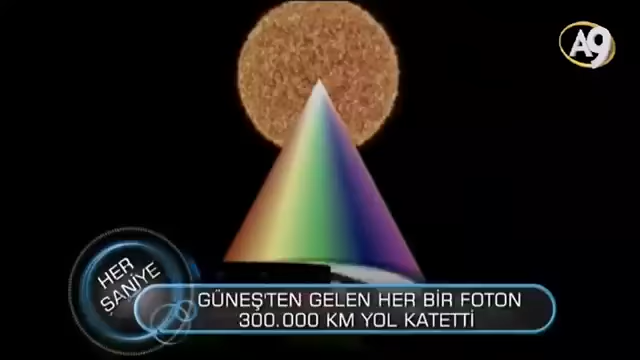 A9
HER
SANİYE
GÜNEŞ'TEN GELEN HER BİR FOTON
300.000 KM YOL KATETTİ